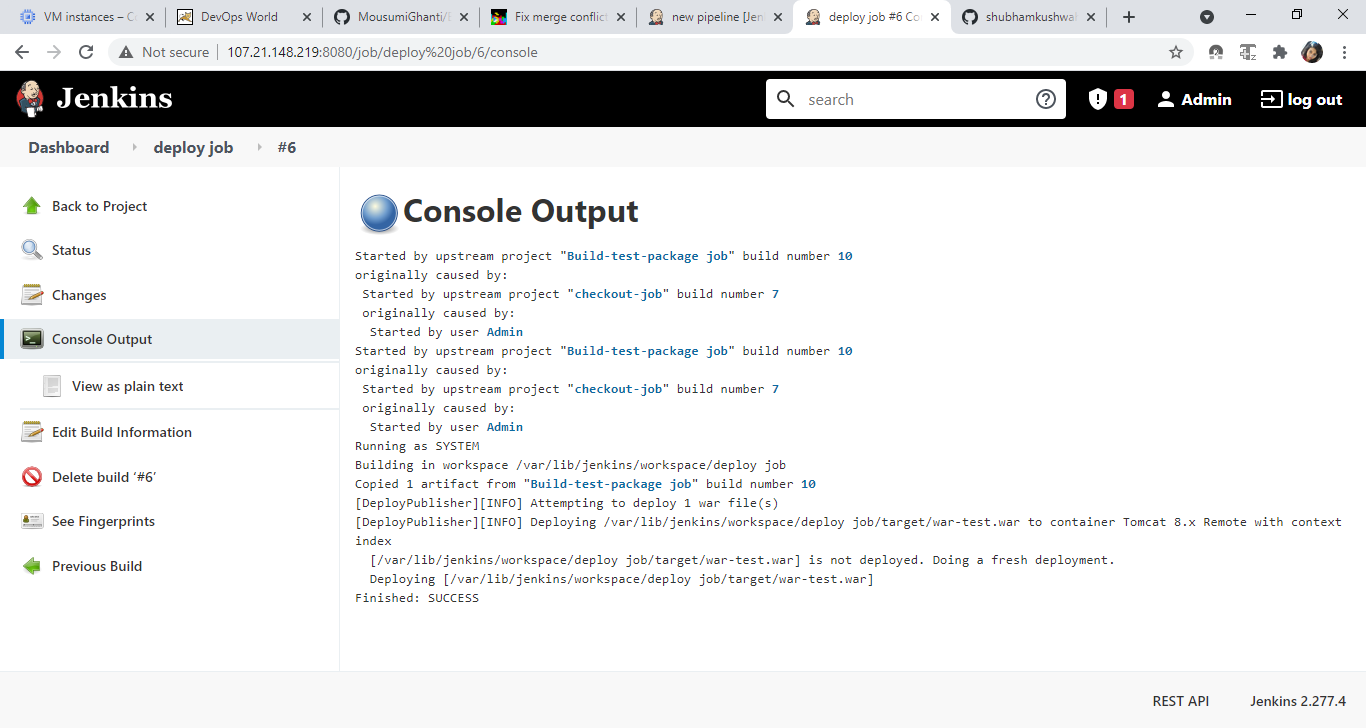 VM instances – C
DevOps World
MousumiGhanti/
Fix merge conflic
new pipeline [Jen
deploy job #6 Co
shubhamkushwa
Not secure
107.21.148.219:8080/job/deploy%20job/6/console
Jenkins
search
1
Admin
log out
Dashboard
deploy job
#6
Back to Project
Status
Changes
Console Output
View as plain text
Edit Build Information
Delete build ‘#6’
See Fingerprints
Previous Build
Console Output
Started by upstream project "Build-test-package job" build number 10
originally caused by:
Started by upstream project "checkout-job" build number 7
originally caused by:
Started by user Admin
Started by upstream project "Build-test-package job" build number 10
originally caused by:
Started by upstream project "checkout-job" build number 7
originally caused by:
Started by user Admin
Running as SYSTEM
Building in workspace /var/lib/jenkins/workspace/deploy job
Copied 1 artifact from "Build-test-package job" build number 10
[DeployPublisher][INFO] Attempting to deploy 1 war file(s)
[DeployPublisher][INFO] Deploying /var/lib/jenkins/workspace/deploy job/target/war-test.war to container Tomcat 8.x Remote with context
index
[/var/lib/jenkins/workspace/deploy job/target/war-test.war] is not deployed. Doing a fresh deployment.
Deploying [/var/lib/jenkins/workspace/deploy job/target/war-test.war]
Finished: SUCCESS
REST API
Jenkins 2.277.4